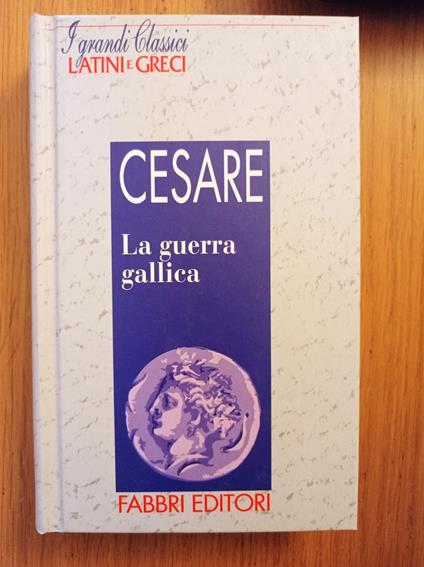 I grandi Classici
LATINI E GRECI
CESARE
La guerra
gallica
FABBRI EDITORI